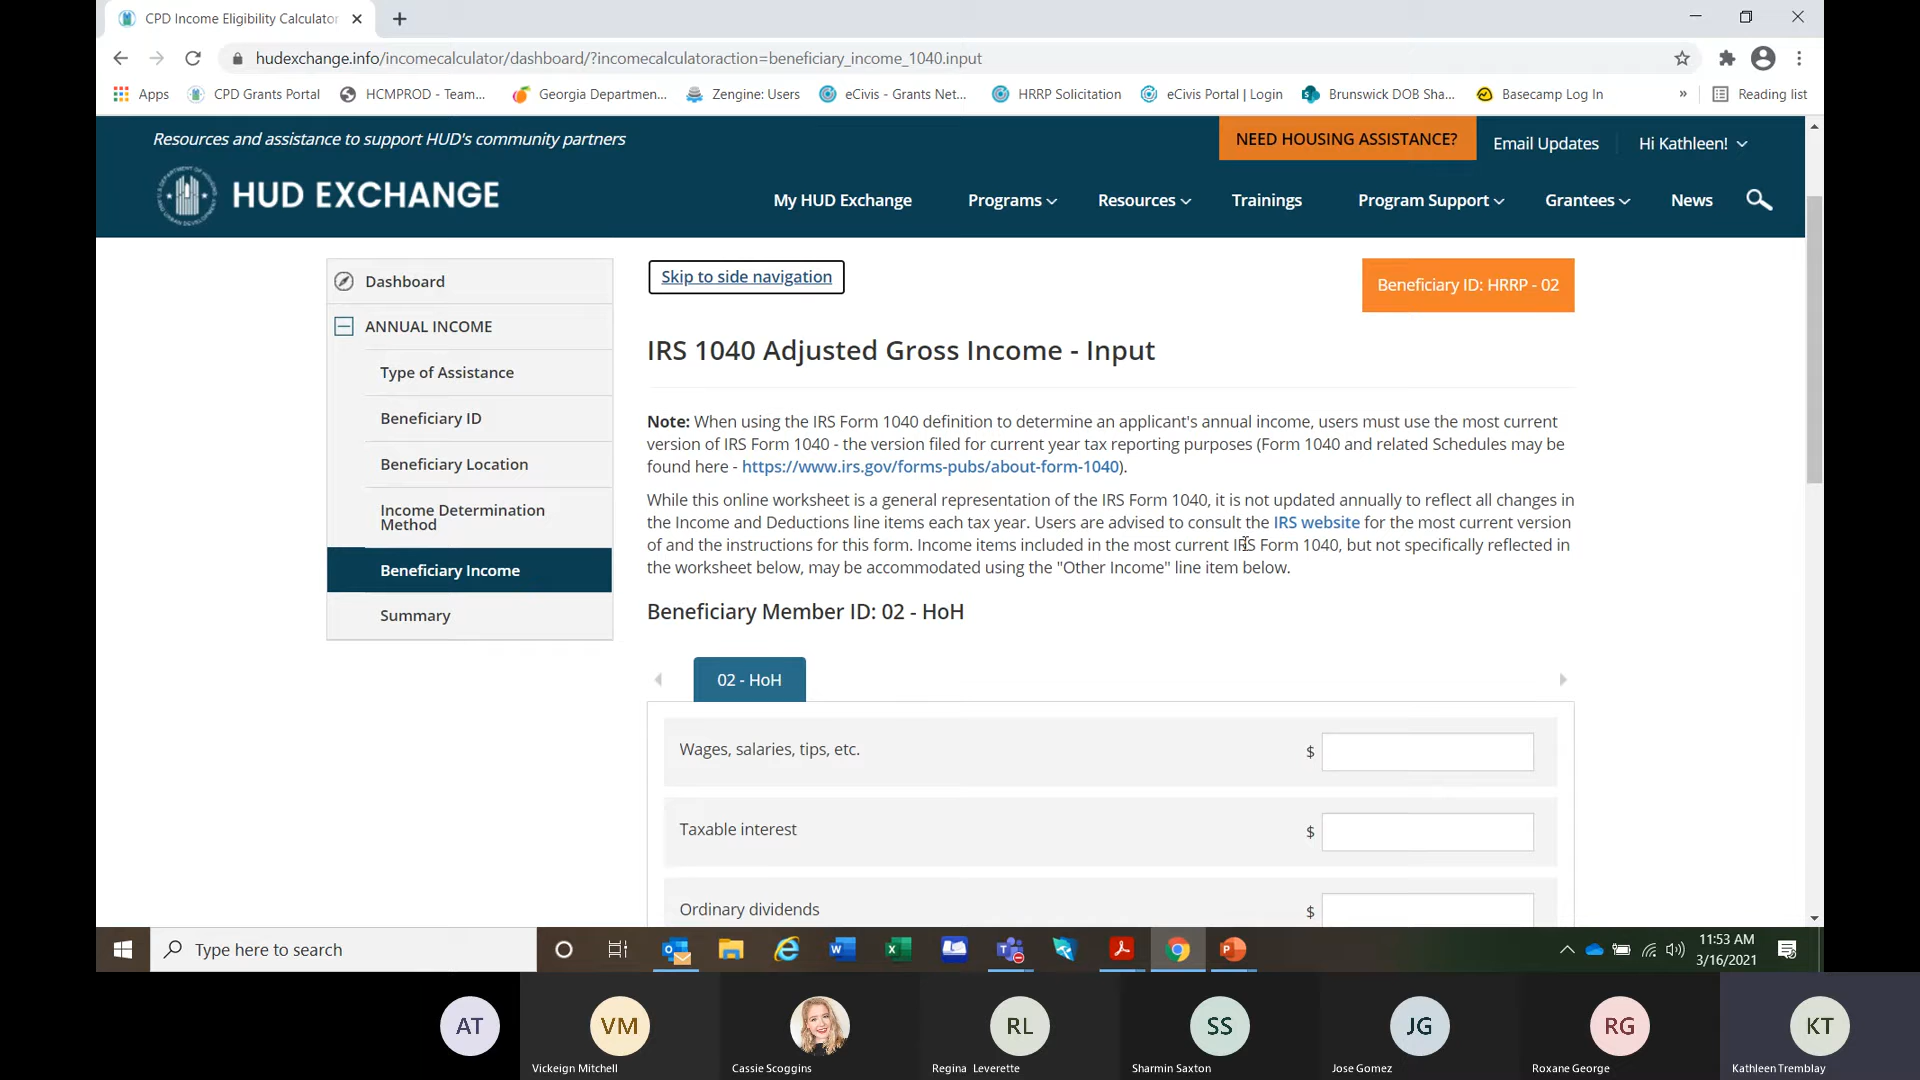 CPD Income Eligibility Calculator
hudexchange.info/incomecalculator/dashboard/?incomecalculatoraction=beneficiary_income_1040.input
Apps CPD Grants Portal HCMPROD - Team... Georgia Departmen... Zengine: Users eCivis - Grants Net... HRRP Solicitation eCivis Portal | Login Brunswick DOB Sha... Basecamp Log In » Reading list
Resources and assistance to support HUD's community partners
NEED HOUSING ASSISTANCE? Email Updates Hi Kathleen!
HUD EXCHANGE
My HUD Exchange Programs Resources Trainings Program Support Grantees News
Dashboard
ANNUAL INCOME
Type of Assistance
Beneficiary ID
Beneficiary Location
Income Determination
Method
Beneficiary Income
Summary
Skip to side navigation
Beneficiary ID: HRRP - 02
IRS 1040 Adjusted Gross Income - Input
Note: When using the IRS Form 1040 definition to determine an applicant's annual income, users must use the most current
version of IRS Form 1040 - the version filed for current year tax reporting purposes (Form 1040 and related Schedules may be
found here - https://www.irs.gov/forms-pubs/about-form-1040).
While this online worksheet is a general representation of the IRS Form 1040, it is not updated annually to reflect all changes in
the Income and Deductions line items each tax year. Users are advised to consult the IRS website for the most current version
of and the instructions for this form. Income items included in the most current IRS Form 1040, but not specifically reflected in
the worksheet below, may be accommodated using the "Other Income" line item below.
Beneficiary Member ID: 02 - HoH
02 - HoH
Wages, salaries, tips, etc. $
Taxable interest $
Ordinary dividends $
Type here to search
11:53 AM
3/16/2021
AT VM RL SS JG RG KT
Vickeign Mitchell Cassie Scoggins Regina Leverette Sharmin Saxton Jose Gomez Roxane George Kathleen Tremblay